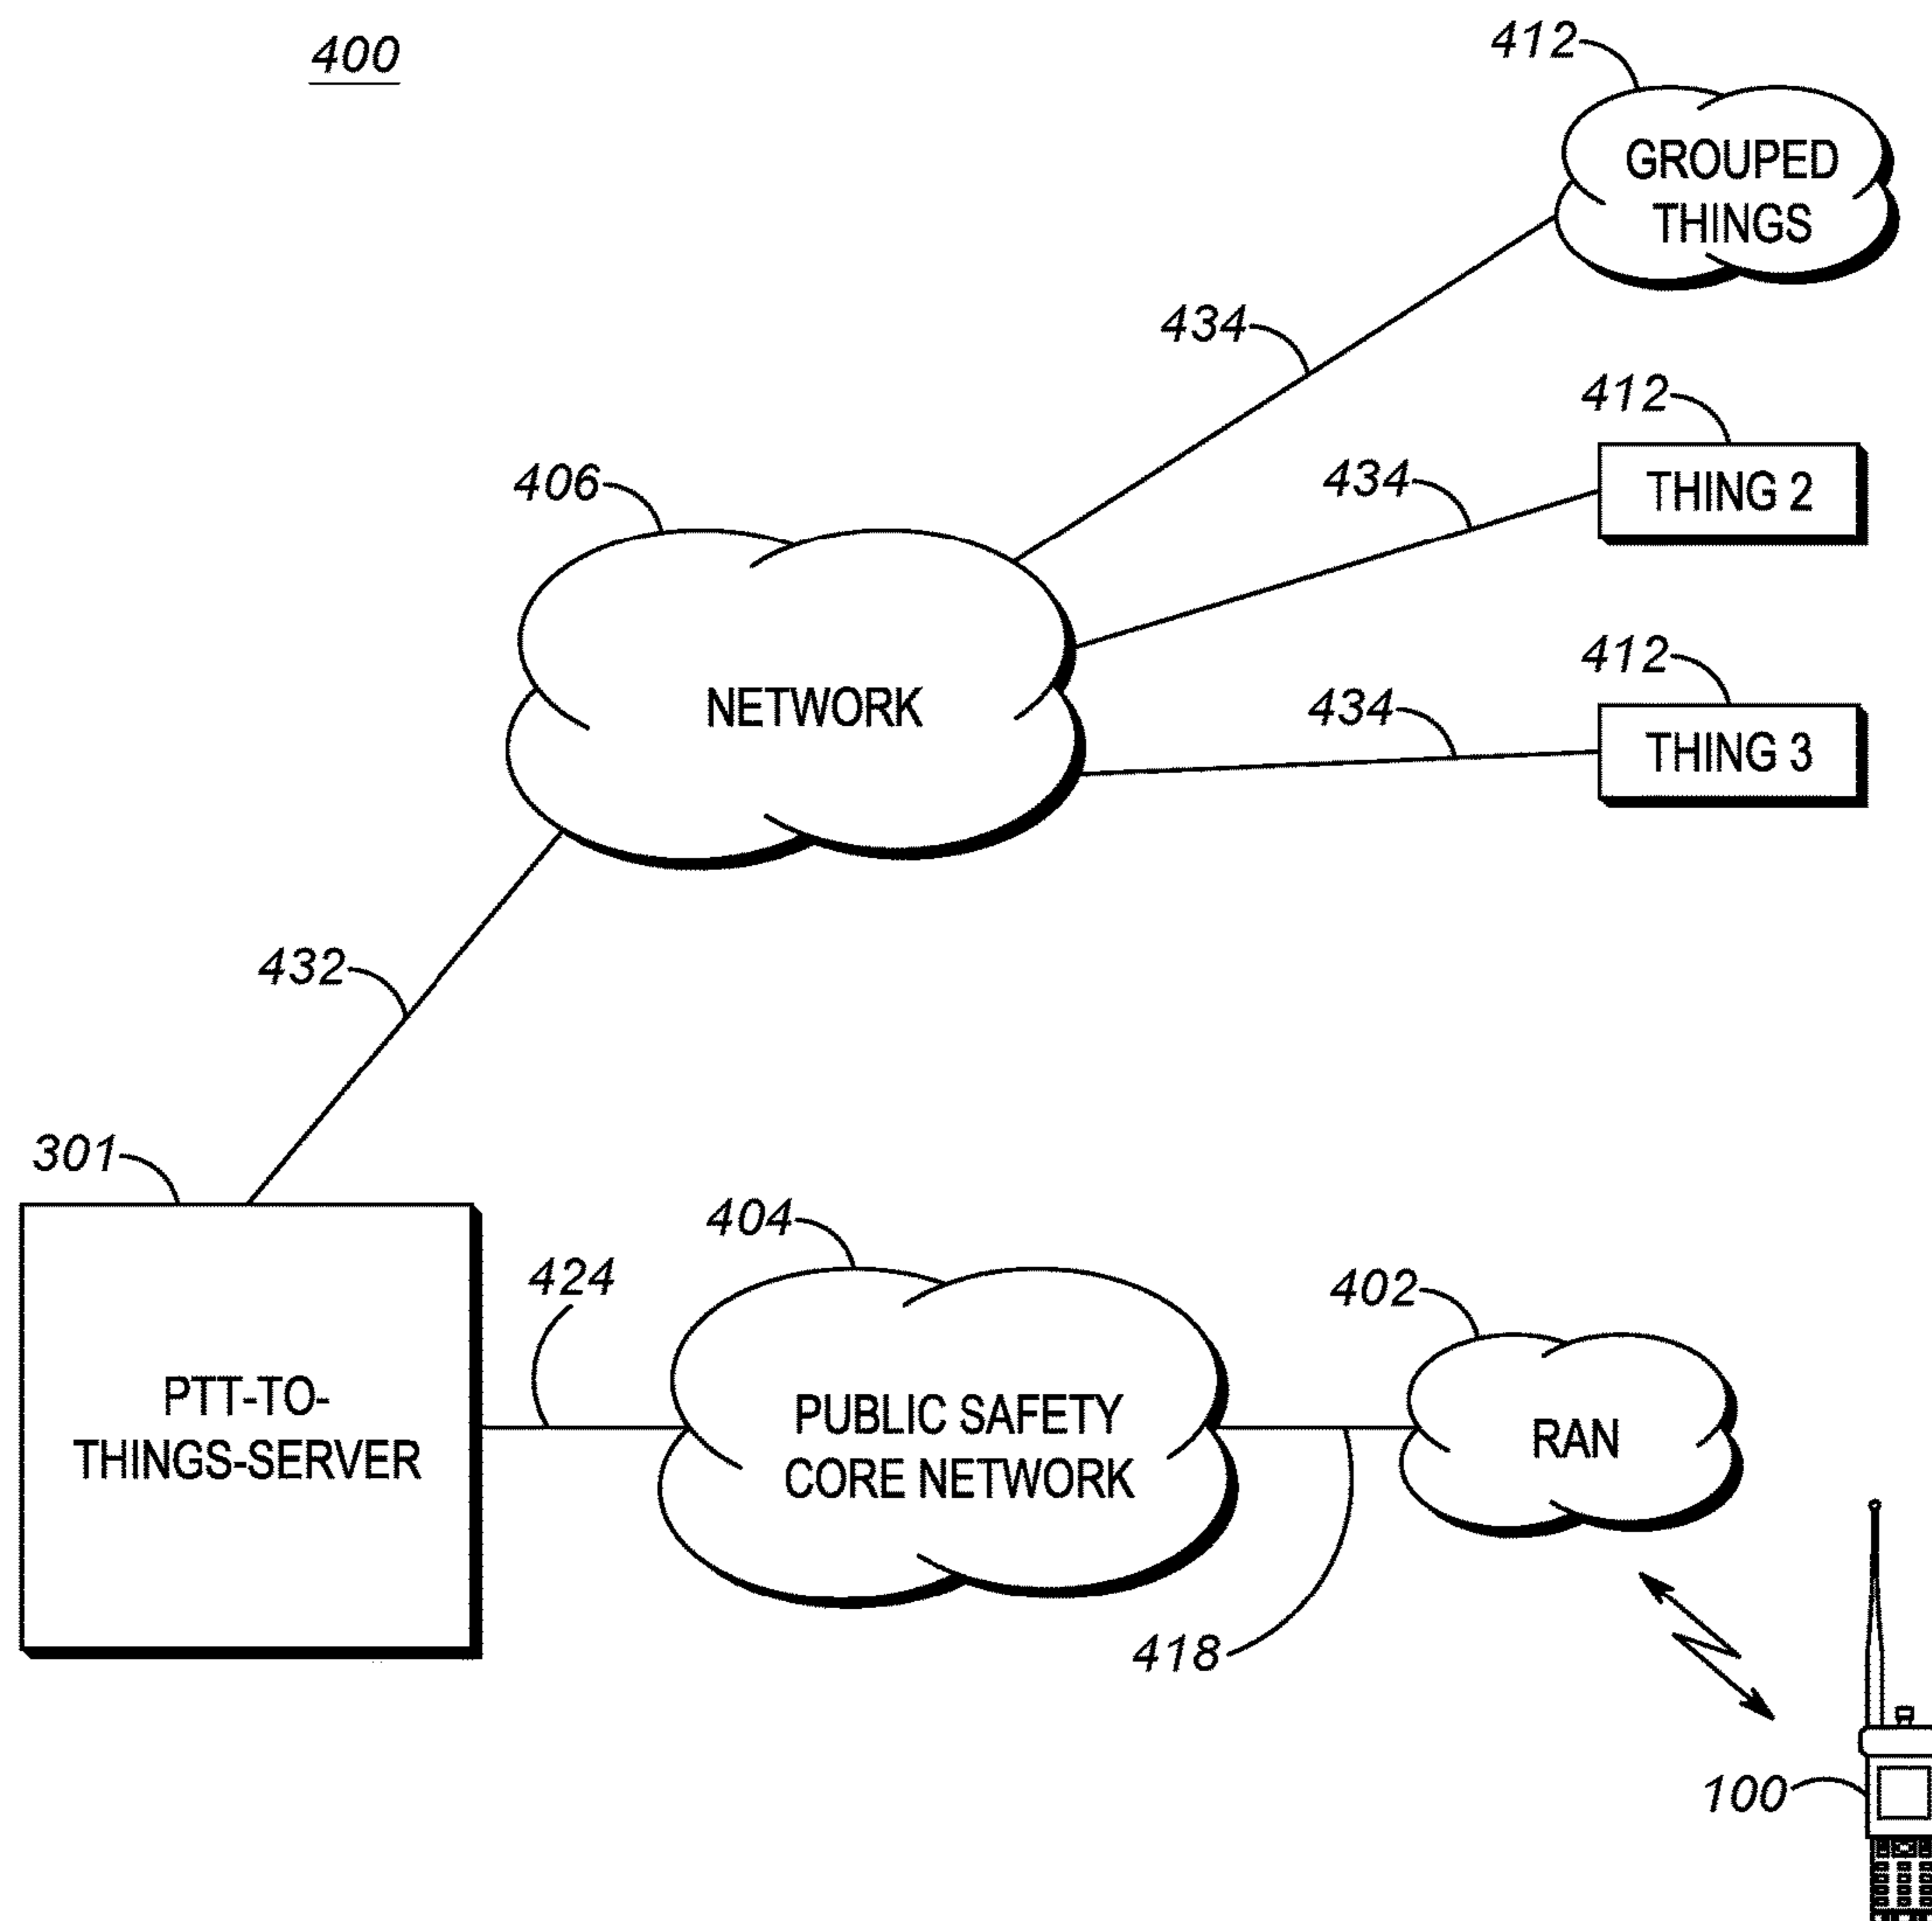 400
412
GROUPED
THINGS
434
412
THING 2
434
406
412
THING 3
434
NETWORK
432
301
PTT-TO-
THINGS-SERVER
424
404
PUBLIC SAFETY
CORE NETWORK
402
RAN
418
100